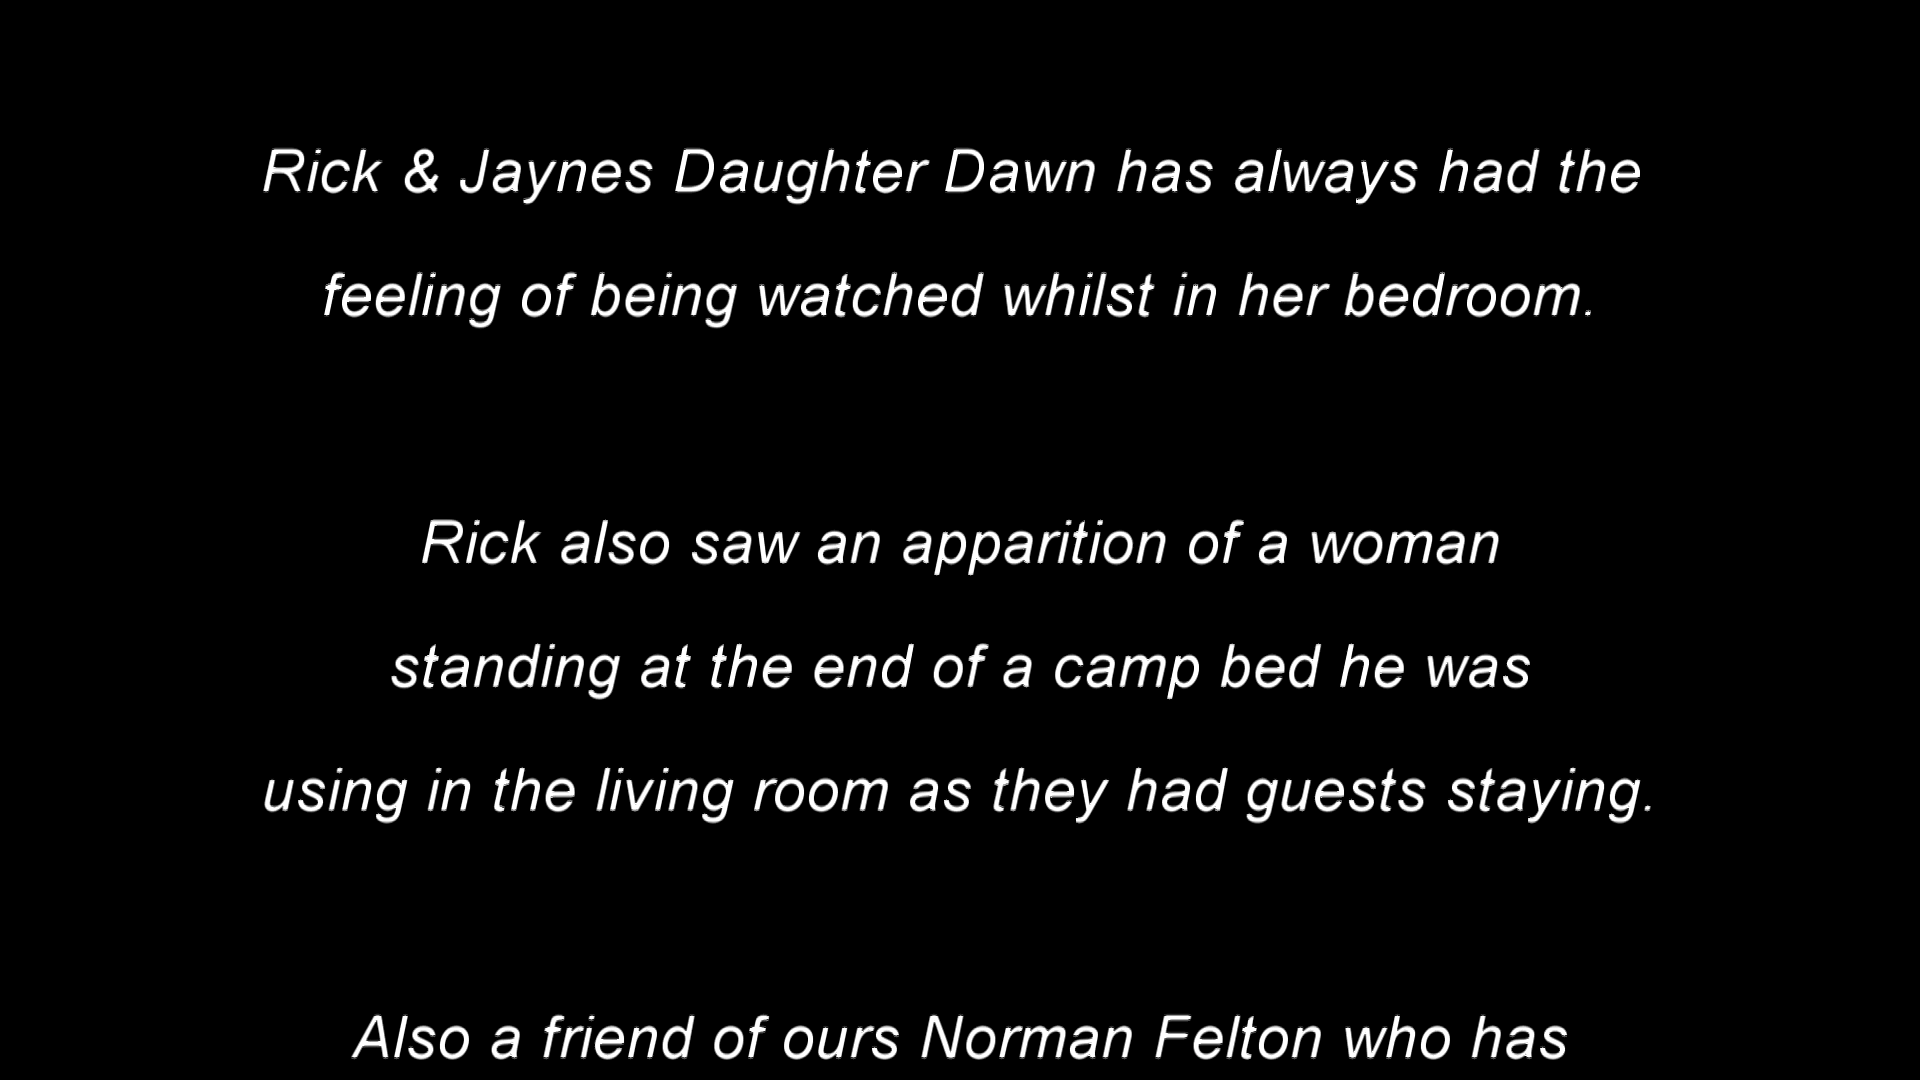 Rick & Jaynes Daughter Dawn has always had the
feeling of being watched whilst in her bedroom.
Rick also saw an apparition of a woman
standing at the end of a camp bed he was
using in the living room as they had guests staying.
Also a friend of ours Norman Felton who has